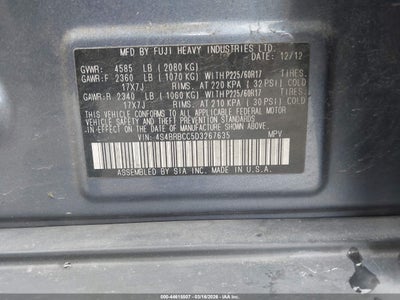 MFD BY FUJI HEAVY INDUSTRIES LTD.
DATE: 12/12
GVWR: 4585 LB (2080 KG)
GAWR:F 2360 LB (1070 KG) WITH P225/60R17 TIRES,
17X7J RIMS, AT 220 KPA ( 32 PSI) COLD
GAWR:R 2340 LB (1060 KG) WITH P225/60R17 TIRES,
17X7J RIMS, AT 210 KPA ( 30 PSI) COLD
THIS VEHICLE CONFORMS TO ALL APPLICABLE
FEDERAL MOTOR VEHICLE SAFETY, BUMPER, AND THEFT
PREVENTION STANDARDS IN EFFECT ON THE DATE
OF MANUFACTURE SHOWN ABOVE.
VIN: 4S4BRBCC5D3267635 MPV
ASSEMBLED BY SIA INC. MADE IN U.S.A.